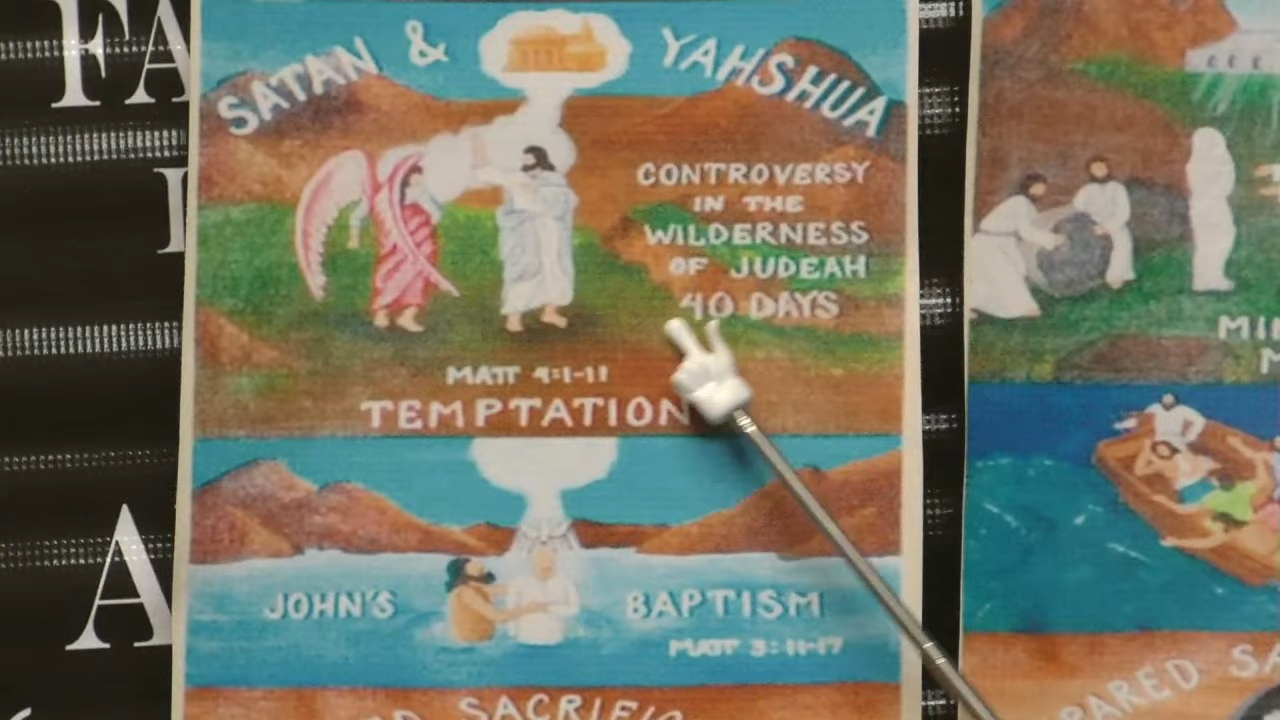 FA
SATAN & YAHSHUA
CONTROVERSY
IN THE
WILDERNESS
OF JUDEAH
40 DAYS
MATT 4:1-11
TEMPTATION
JOHN'S BAPTISM
MATT 3:11-17
A